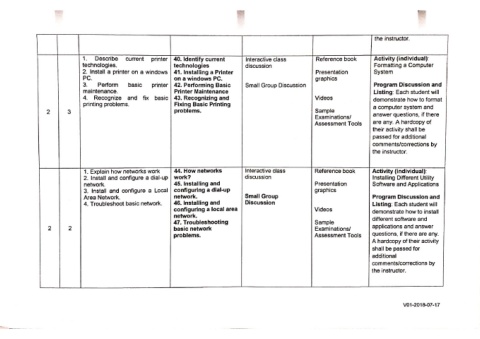 the instructor.
2
3
1. Describe current printer
technologies.
2. Install a printer on a windows
PC.
3. Perform basic printer
maintenance.
4. Recognize and fix basic
printing problems.
40. Identify current
technologies
41. Installing a Printer
on a windows PC.
42. Performing Basic
Printer Maintenance
43. Recognizing and
Fixing Basic Printing
problems.
Interactive class
discussion
Small Group Discussion
Reference book
Presentation
graphics
Videos
Sample
Examinations/
Assessment Tools
Activity (individual)
Formatting a Computer
System
Program Discussion and
Listing: Each student will
demonstrate how to format
a computer system and
answer questions, if there
are any. A hardcopy of
their activity shall be
passed for additional
comments/corrections by
the instructor.
2
2
1. Explain how networks work
2. Install and configure a dial-up
network.
3. Install and configure a Local
Area Network.
4. Troubleshoot basic network.
44. How networks
work?
45. Installing and
configuring a dial-up
network.
46. Installing and
configuring a local area
network.
47. Troubleshooting
basic network
problems.
Interactive class
discussion
Small Group
Discussion
Reference book
Presentation
graphics
Videos
Sample
Examinations/
Assessment Tools
Activity (individual)
Installing Different Utility
Software and Applications
Program Discussion and
Listing: Each student will
demonstrate how to install
different software and
applications and answer
questions, if there are any.
A hardcopy of their activity
shall be passed for
additional
comments/corrections by
the instructor.
V01-2018-07-17